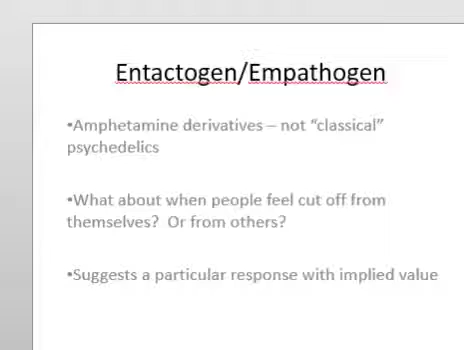 Entactogen/Empathogen
•Amphetamine derivatives – not “classical”
psychedelics
•What about when people feel cut off from
themselves?  Or from others?
•Suggests a particular response with implied value